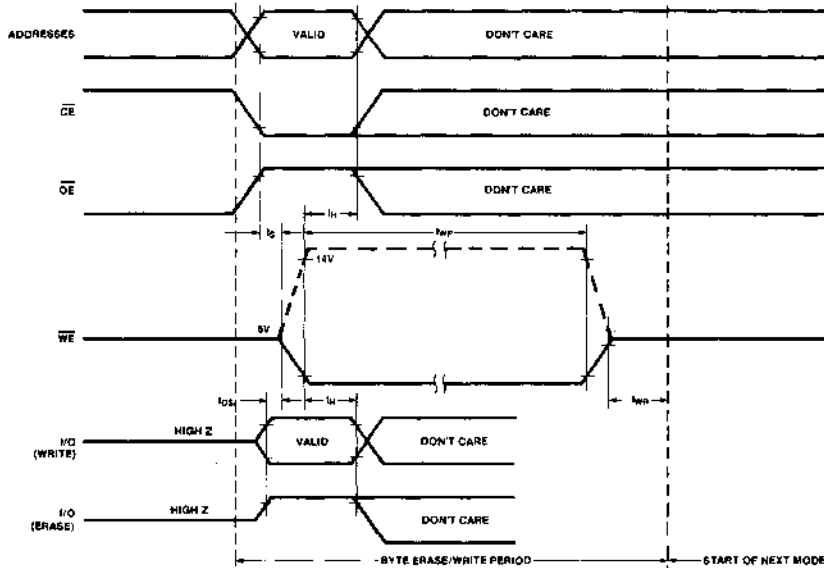 ADDRESSES
VALID
DON'T CARE
CE
DON'T CARE
OE
DON'T CARE
tS
tH
tWP
14V
WE
tDS
tH
tWR
I/O
(WRITE)
HIGH Z
VALID
DON'T CARE
I/O
(ERASE)
HIGH Z
DON'T CARE
BYTE ERASE/WRITE PERIOD
START OF NEXT MODE